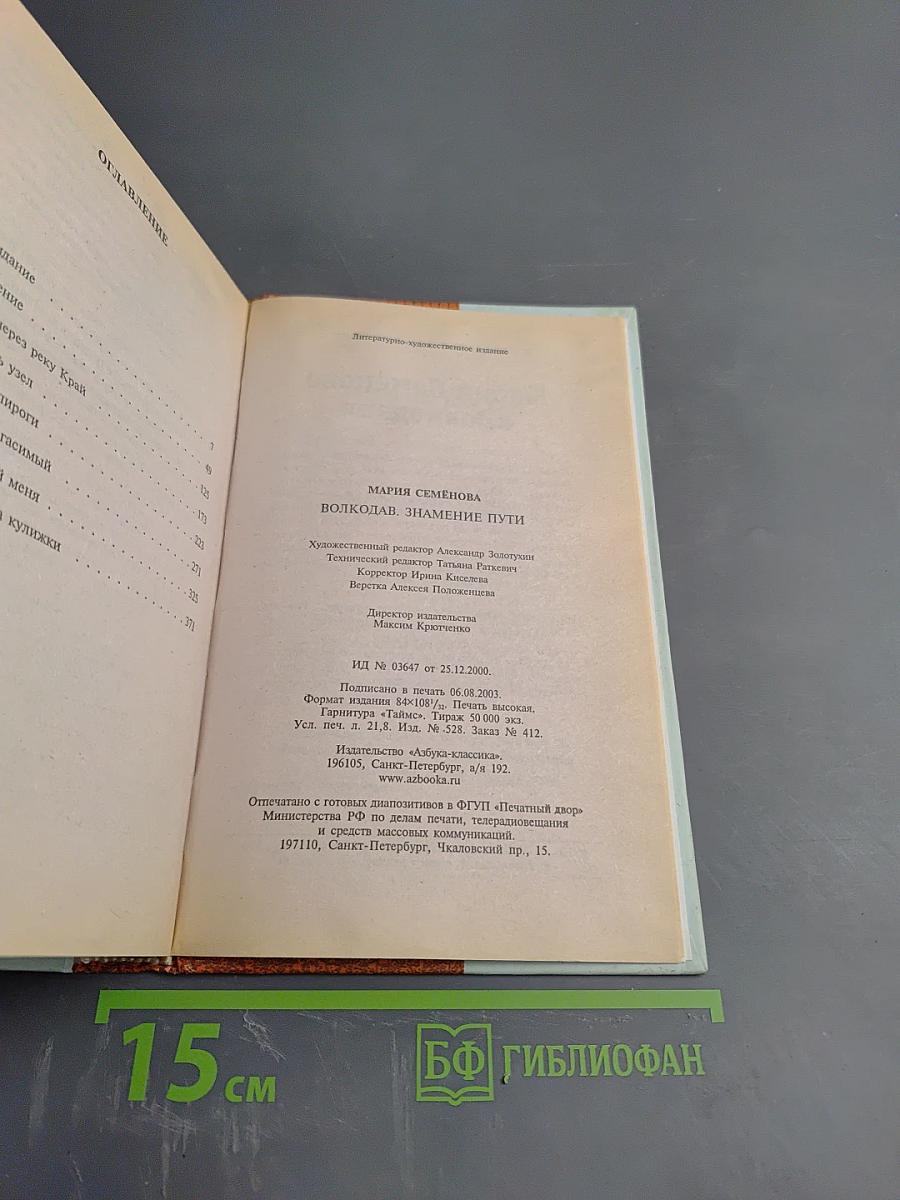 ОГЛАВЛЕНИЕ
3
ение
49
через реку Край
125
узел
173
пироги
223
гасимый
271
меня
325
кулижки
371
Литературно-художественное издание
МАРИЯ СЕМЁНОВА
ВОЛКОДАВ. ЗНАМЕНИЕ ПУТИ
Художественный редактор Александр Золотухин
Технический редактор Татьяна Раткевич
Корректор Ирина Киселева
Верстка Алексея Положенцева
Директор издательства
Максим Крютченко
ИД № 03647 от 25.12.2000.
Подписано в печать 06.08.2003.
Формат издания 84×108¹/₃₂. Печать высокая.
Гарнитура «Таймс». Тираж 50 000 экз.
Усл. печ. л. 21,8. Изд. № 528. Заказ № 412.
Издательство «Азбука-классика».
196105, Санкт-Петербург, а/я 192.
www.azbooka.ru
Отпечатано с готовых диапозитивов в ФГУП «Печатный двор»
Министерства РФ по делам печати, телерадиовещания
и средств массовых коммуникаций.
197110, Санкт-Петербург, Чкаловский пр., 15.
15 см
БФ ГИБЛИОФАН